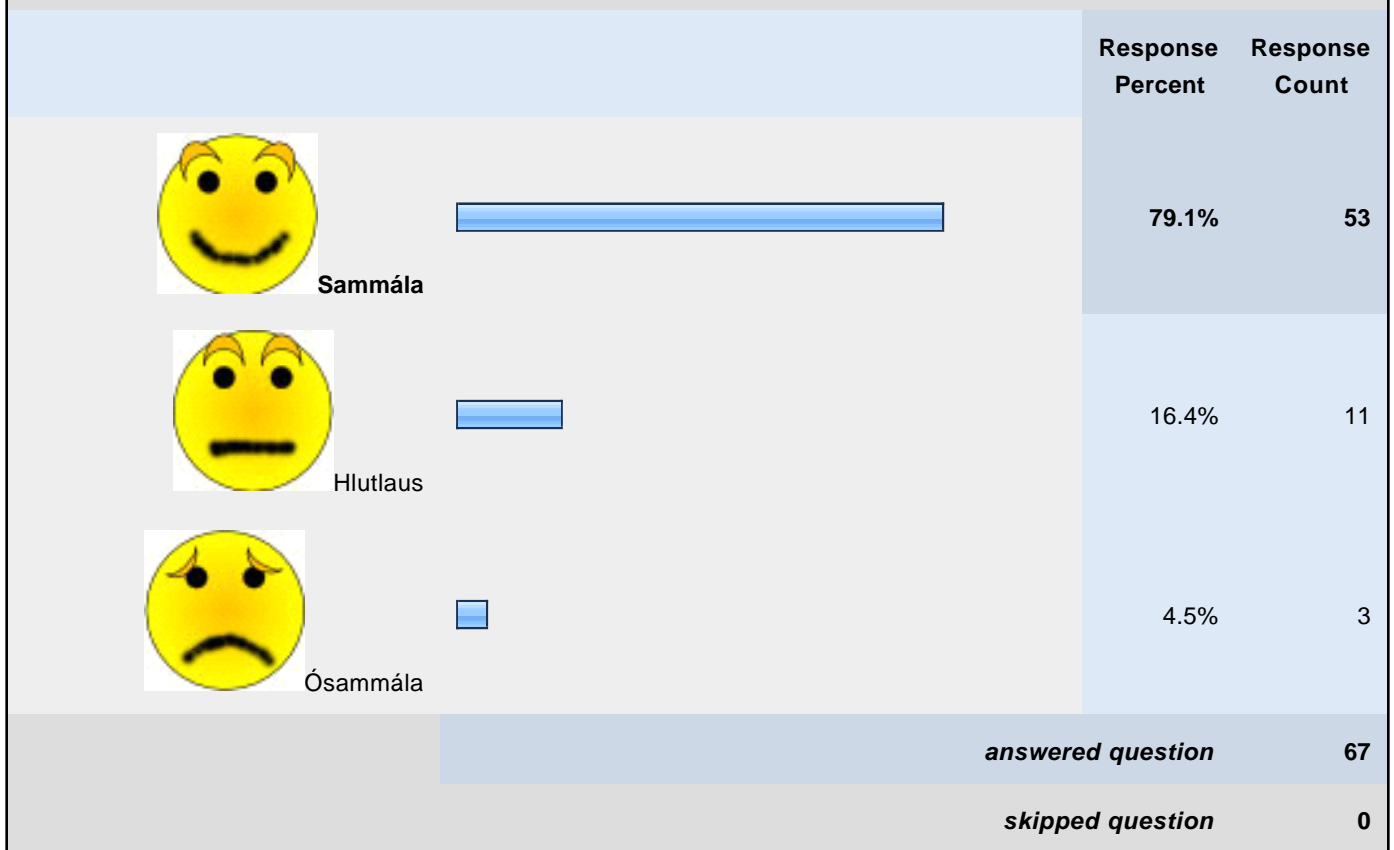 Response Percent
Response Count
Sammála
79.1%
53
Hlutlaus
16.4%
11
Ósammála
4.5%
3
answered question
67
skipped question
0